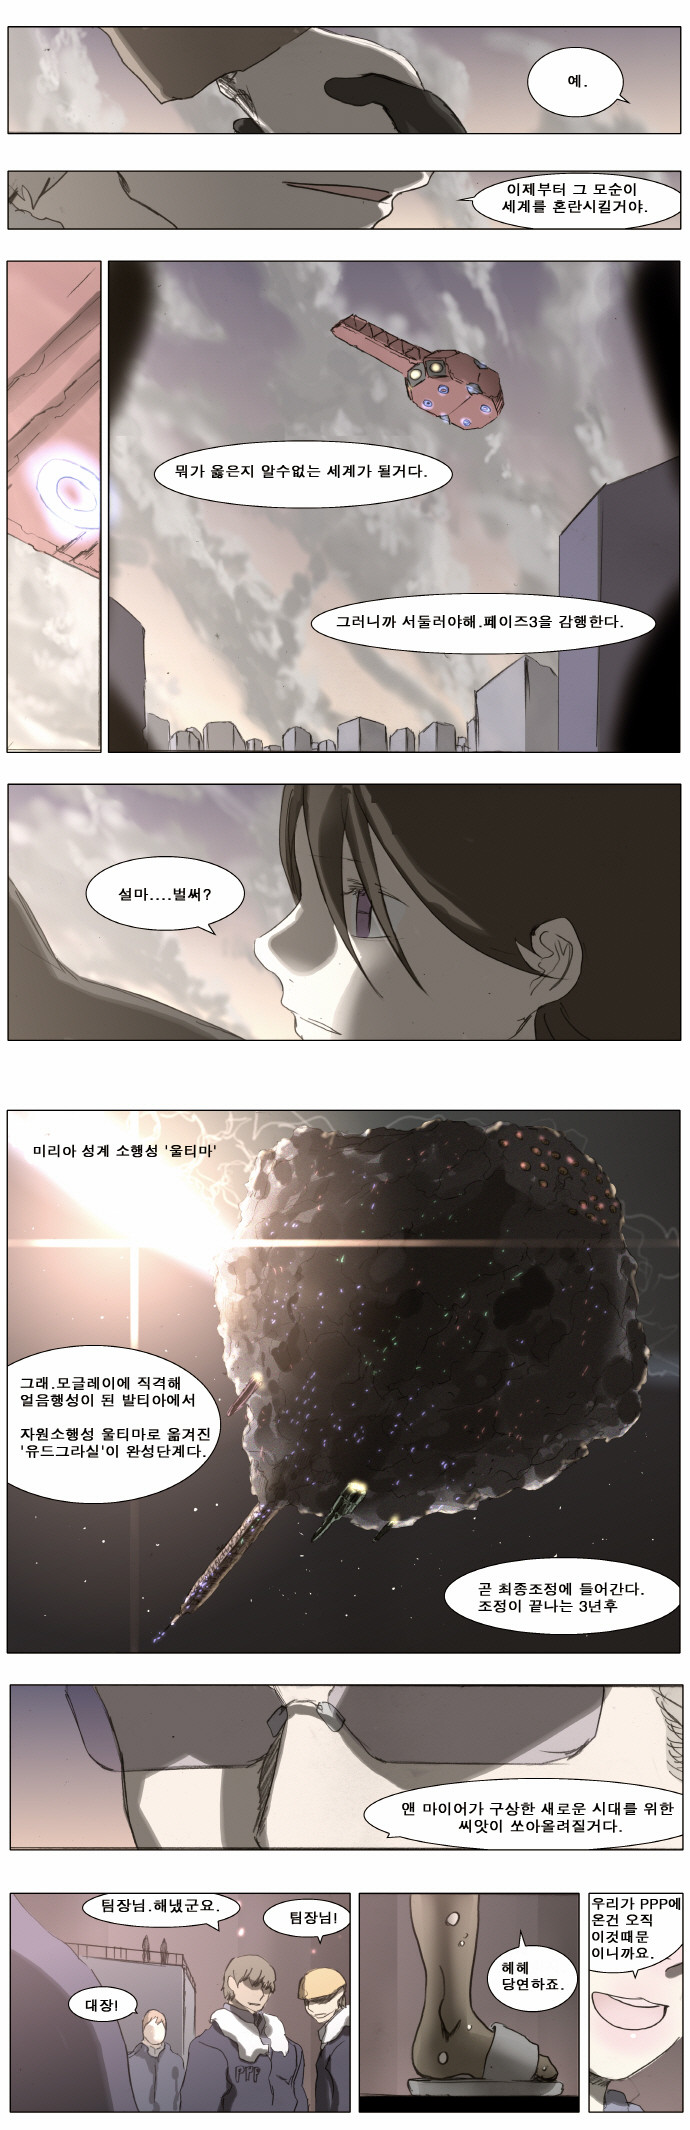 예.
이제부터 그 모순이
세계를 혼란시킬거야.
뭐가 옳은지 알수없는 세계가 될거다.
그러니까 서둘러야해.페이즈3을 감행한다.
설마....벌써?
미리아 성계 소행성 '울티마'
그래.모글레이에 직격해
얼음행성이 된 발티아에서
자원소행성 울티마로 옮겨진
'유드그라실'이 완성단계다.
곧 최종조정에 들어간다.
조정이 끝나는 3년후
앤 마이어가 구상한 새로운 시대를 위한
씨앗이 쏘아올려질거다.
팀장님.해냈군요.
팀장님!
대장!
PPP
헤헤
당연하죠.
우리가 PPP에
온건 오직
이것때문
이니까요.